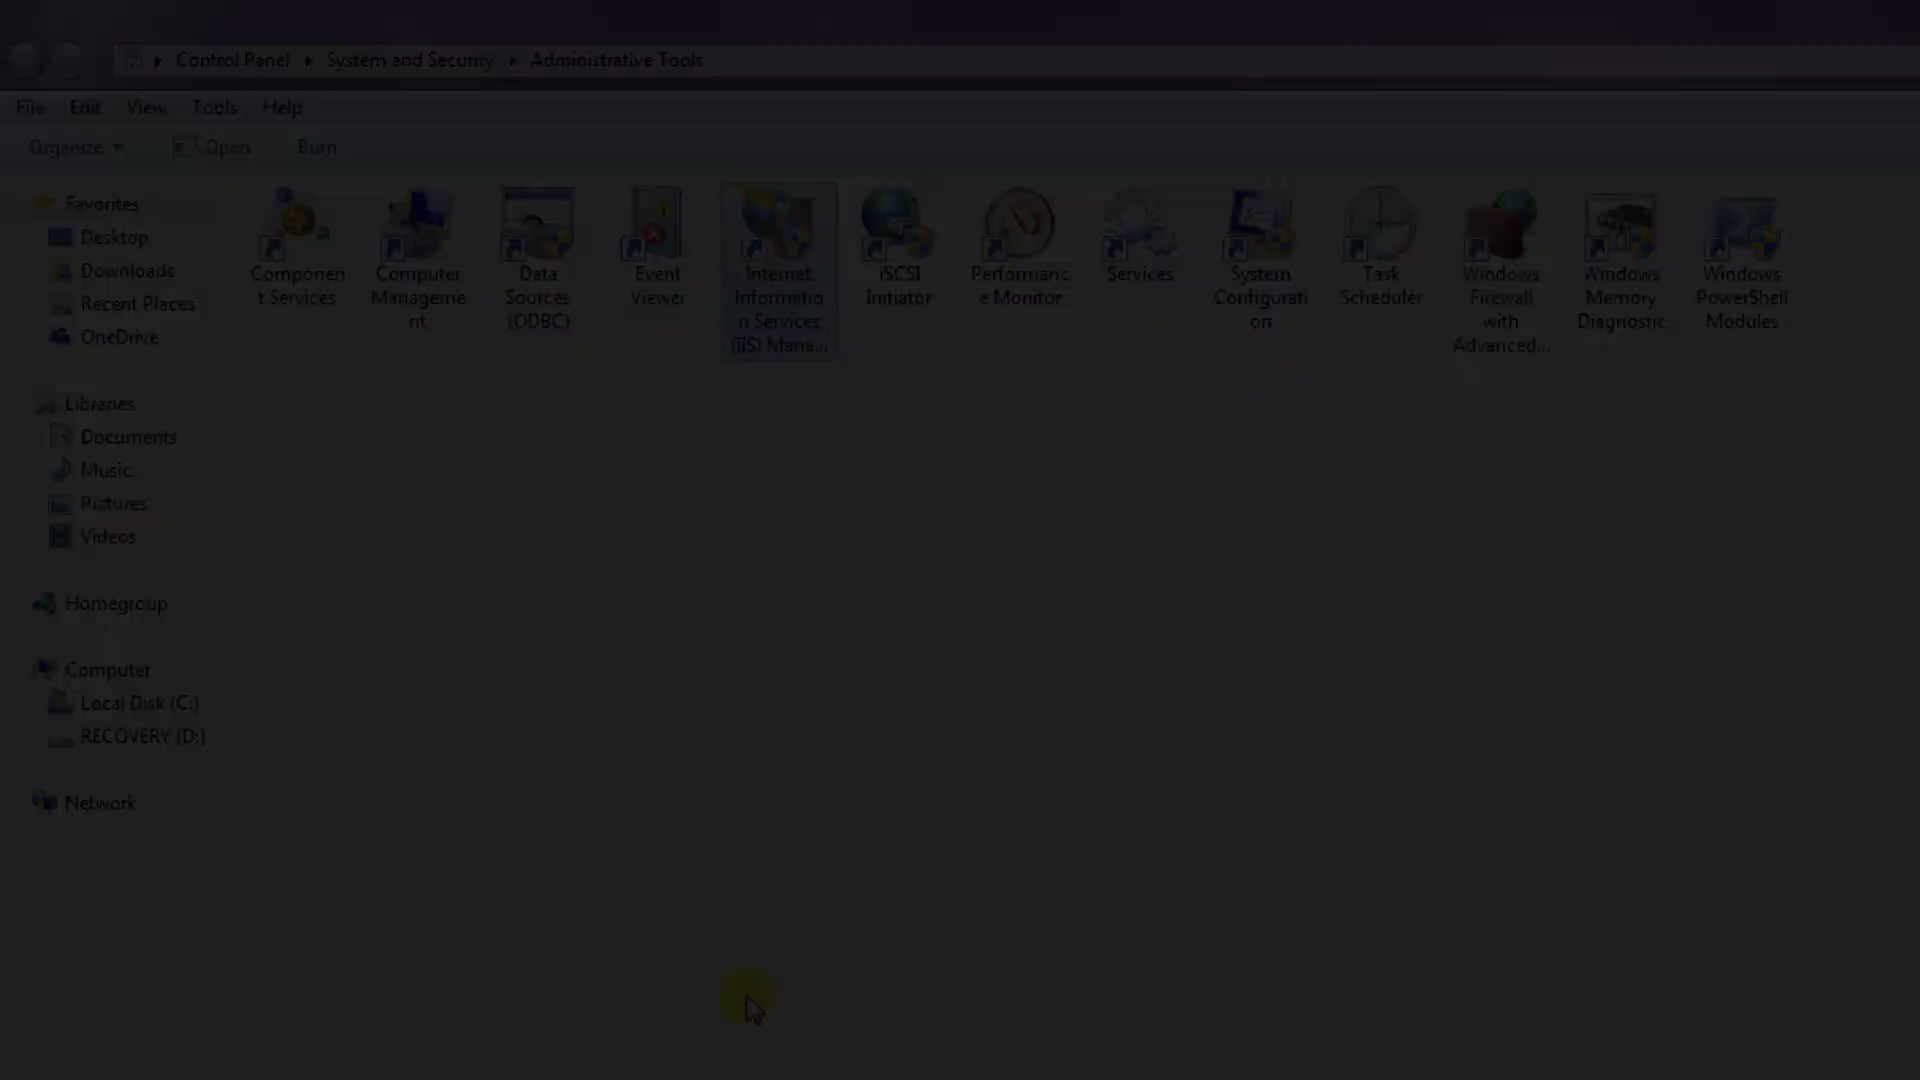 Control Panel System and Security Administrative Tools
File Edit View Tools Help
Organize Open Burn
Favorites
Desktop
Downloads
Recent Places
OneDrive
Libraries
Documents
Music
Pictures
Videos
Homegroup
Computer
Local Disk (C:)
RECOVERY (D:)
Network
Componen
t Services
Computer
Manageme
nt
Data
Sources
(ODBC)
Event
Viewer
Internet
Informatio
n Services
(IIS) Mana...
iSCSI
Initiator
Performanc
e Monitor
Services
System
Configurati
on
Task
Scheduler
Windows
Firewall
with
Advanced...
Windows
Memory
Diagnostic
Windows
PowerShell
Modules